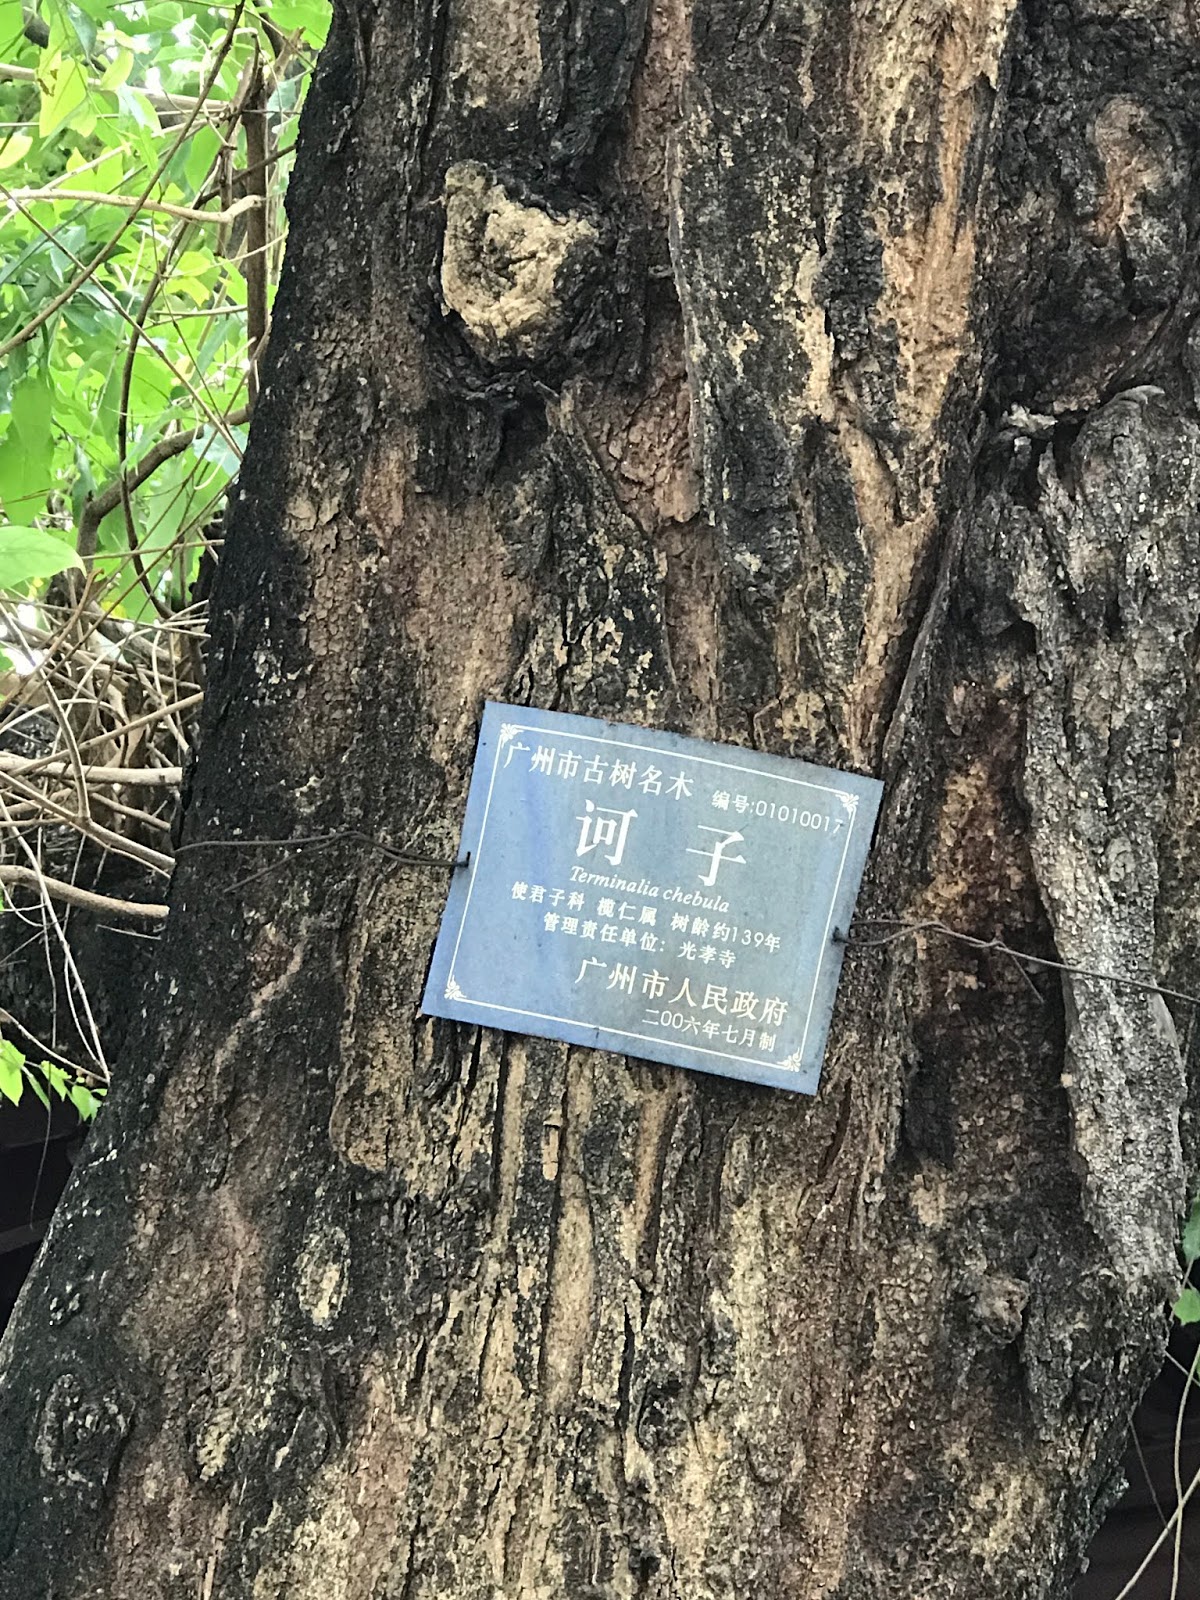 广州市古树名木 编号:01010017
诃子
Terminalia chebula
使君子科 榄仁属 树龄约139年
管理责任单位：光孝寺
广州市人民政府
二00六年七月制